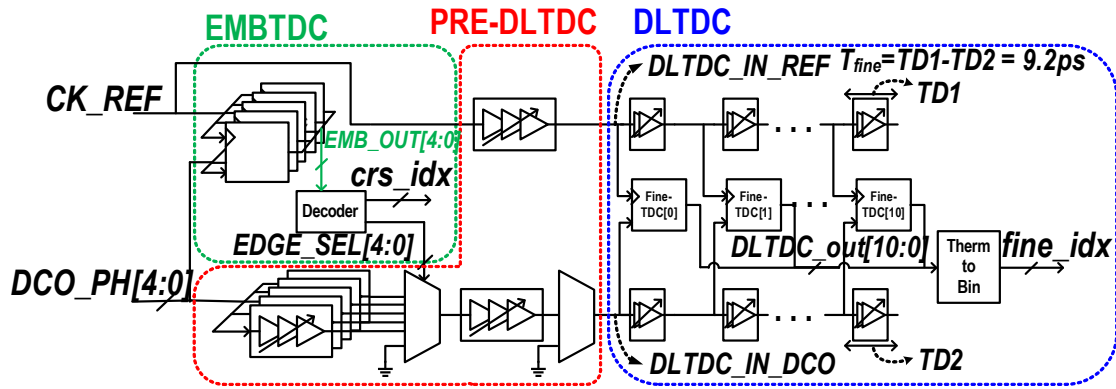 EMBTDC
PRE-DLTDC
DLTDC
DLTDC_IN_REF
T_fine=TD1-TD2 = 9.2ps
TD1
CK_REF
EMB_OUT[4:0]
crs_idx
Decoder
EDGE_SEL[4:0]
Fine-
TDC[0]
Fine-
TDC[1]
Fine-
TDC[10]
DLTDC_out[10:0]
Therm
to
Bin
fine_idx
DCO_PH[4:0]
DLTDC_IN_DCO
TD2